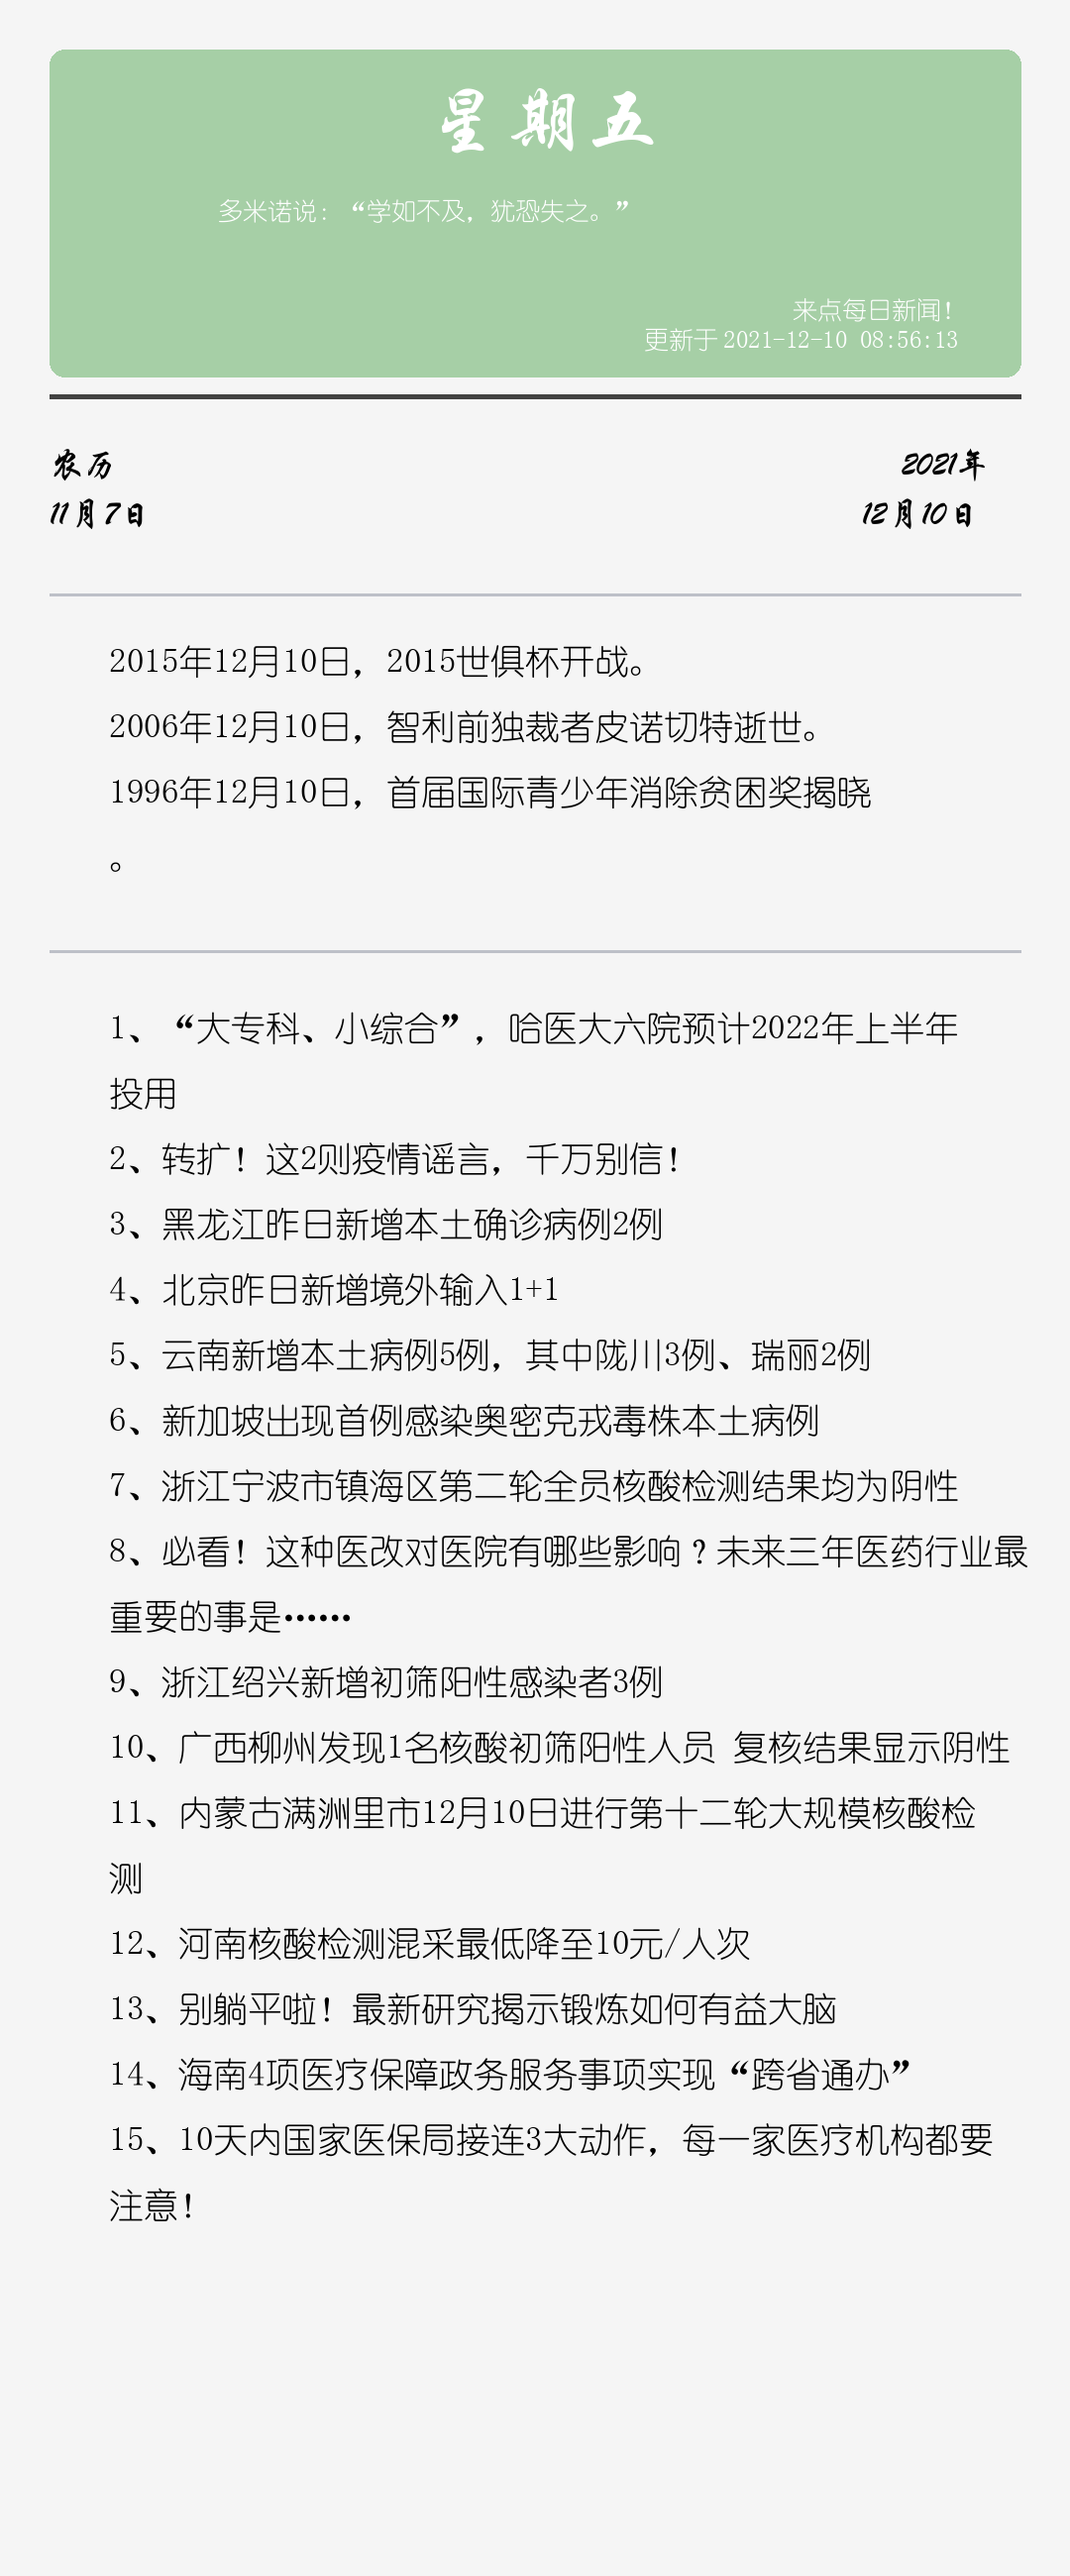 星期五
多米诺说：“学如不及，犹恐失之。”
来点每日新闻！
更新于 2021-12-10 08:56:13
农历
2021年
11月7日
12月10日
2015年12月10日，2015世俱杯开战。
2006年12月10日，智利前独裁者皮诺切特逝世。
1996年12月10日，首届国际青少年消除贫困奖揭晓
。
1、“大专科、小综合”，哈医大六院预计2022年上半年
投用
2、转扩！这2则疫情谣言，千万别信！
3、黑龙江昨日新增本土确诊病例2例
4、北京昨日新增境外输入1+1
5、云南新增本土病例5例，其中陇川3例、瑞丽2例
6、新加坡出现首例感染奥密克戎毒株本土病例
7、浙江宁波市镇海区第二轮全员核酸检测结果均为阴性
8、必看！这种医改对医院有哪些影响？未来三年医药行业最
重要的事是……
9、浙江绍兴新增初筛阳性感染者3例
10、广西柳州发现1名核酸初筛阳性人员 复核结果显示阴性
11、内蒙古满洲里市12月10日进行第十二轮大规模核酸检
测
12、河南核酸检测混采最低降至10元/人次
13、别躺平啦！最新研究揭示锻炼如何有益大脑
14、海南4项医疗保障政务服务事项实现“跨省通办”
15、10天内国家医保局接连3大动作，每一家医疗机构都要
注意！